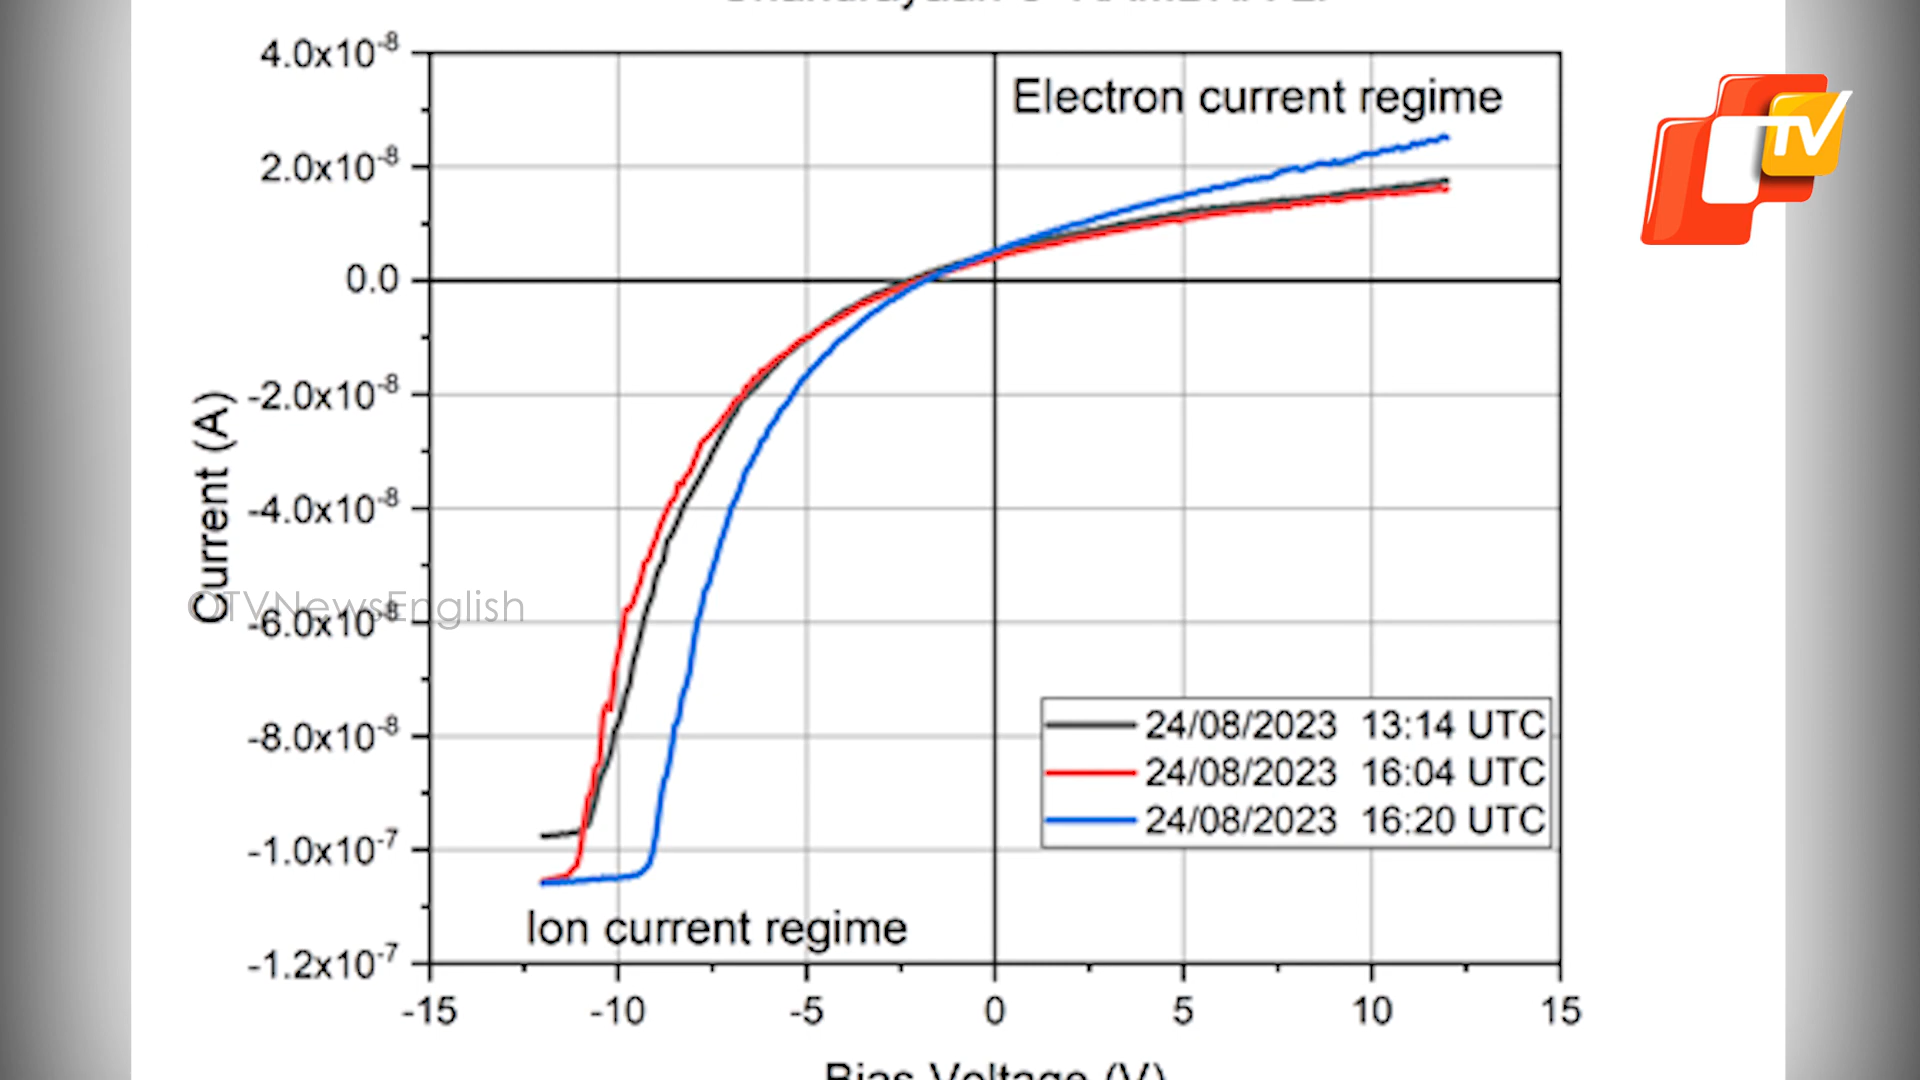 4.0x10⁻⁸
Electron current regime
2.0x10⁻⁸
0.0
-2.0x10⁻⁸
Current (A)
-4.0x10⁻⁸
OTVNewsEnglish
-6.0x10⁻⁸
24/08/2023 13:14 UTC
-8.0x10⁻⁸
24/08/2023 16:04 UTC
24/08/2023 16:20 UTC
-1.0x10⁻⁷
Ion current regime
-1.2x10⁻⁷
-15 -10 -5 0 5 10 15
Bias Voltage (V)
TV